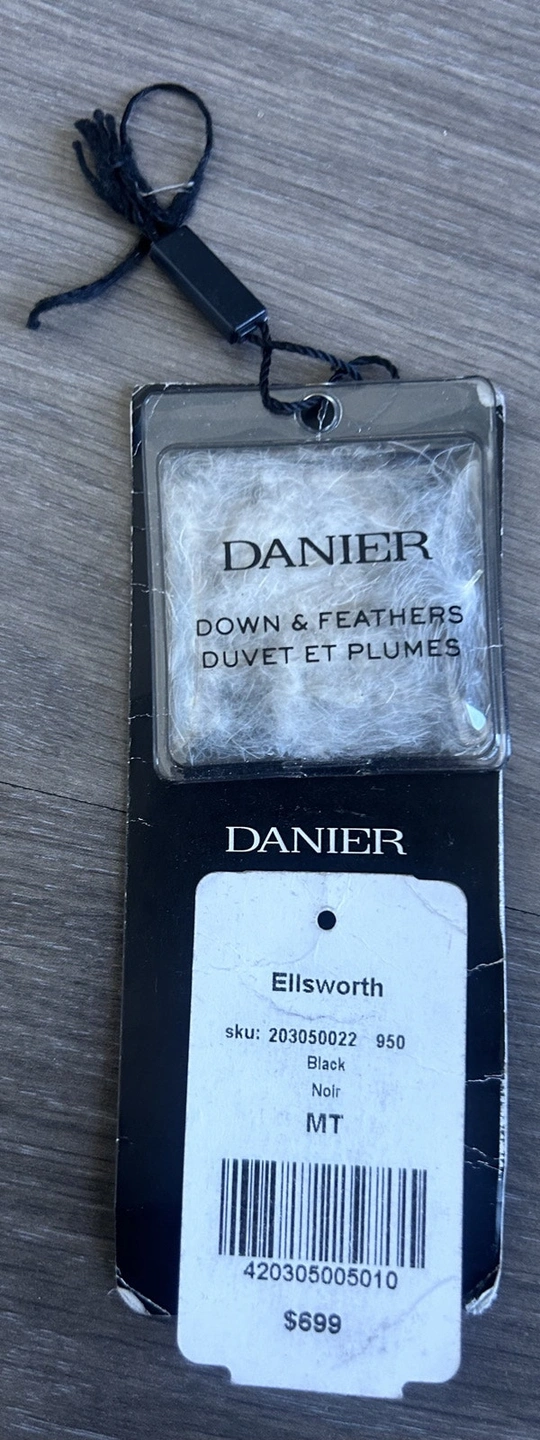 DANIER
DOWN & FEATHERS
DUVET ET PLUMES
DANIER
Ellsworth
sku: 203050022 950
Black
Noir
MT
420305005010
$699